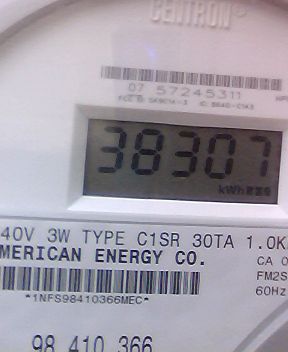 CENTRON®
07 57245311
38307
kWh
40V 3W TYPE C1SR 30TA 1.0K
MERICAN ENERGY CO.
CA 0
FM2S
*1NFS98410366MEC*
60Hz
98 410 366